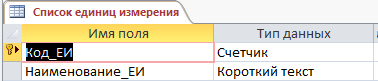 Список единиц измерения
Имя поля Тип данных
Код_ЕИ Счетчик
Наименование_ЕИ Короткий текст